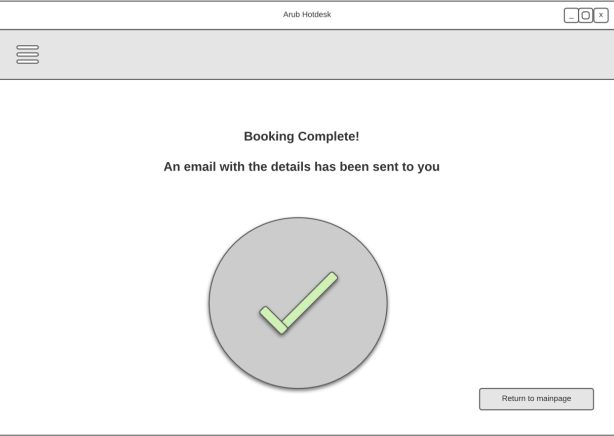 Arub Hotdesk
_ x
Booking Complete!
An email with the details has been sent to you
Return to mainpage